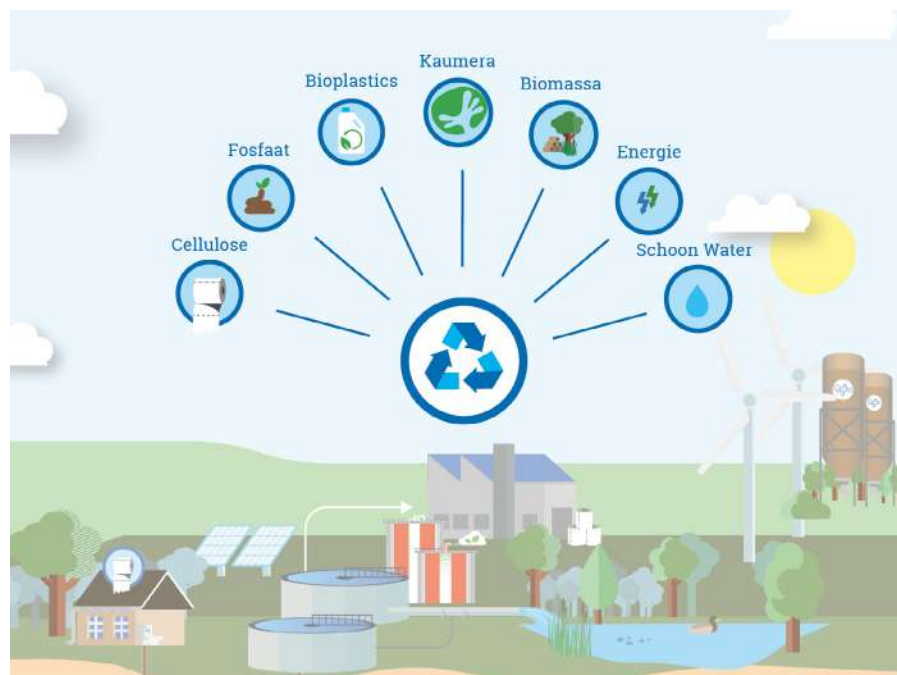 Kaumera
Bioplastics
Biomassa
Fosfaat
Energie
Cellulose
Schoon Water